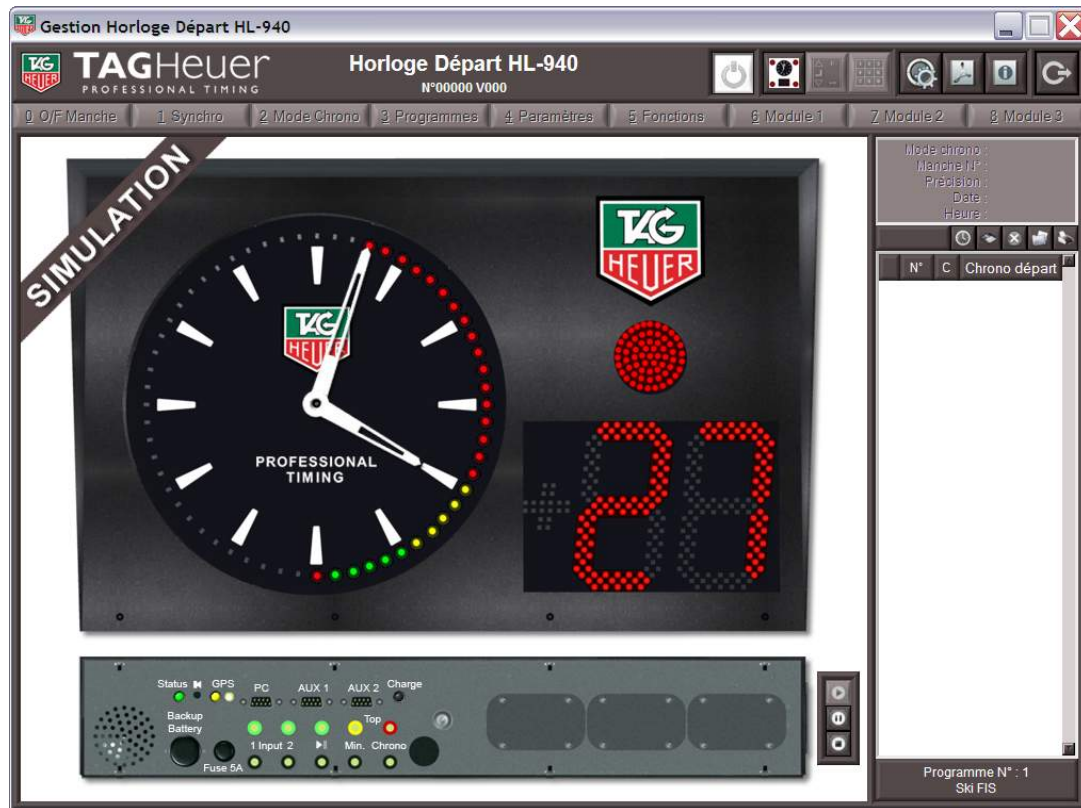 Gestion Horloge Départ HL-940
TAG HEUER
TAGHeuer
PROFESSIONAL TIMING
Horloge Départ HL-940
N°00000 V000
0 O/F Manche
1 Synchro
2 Mode Chrono
3 Programmes
4 Paramètres
5 Fonctions
6 Module 1
7 Module 2
8 Module 3
SIMULATION
TAG HEUER
PROFESSIONAL
TIMING
TAG
HEUER
27
Mode chrono :
Manche N° :
Précision :
Date :
Heure :
N° C Chrono départ
Status GPS PC AUX 1 AUX 2 Charge
Backup
Battery
Top
1 Input 2 Min. Chrono
Fuse 5A
Programme N° : 1
Ski FIS